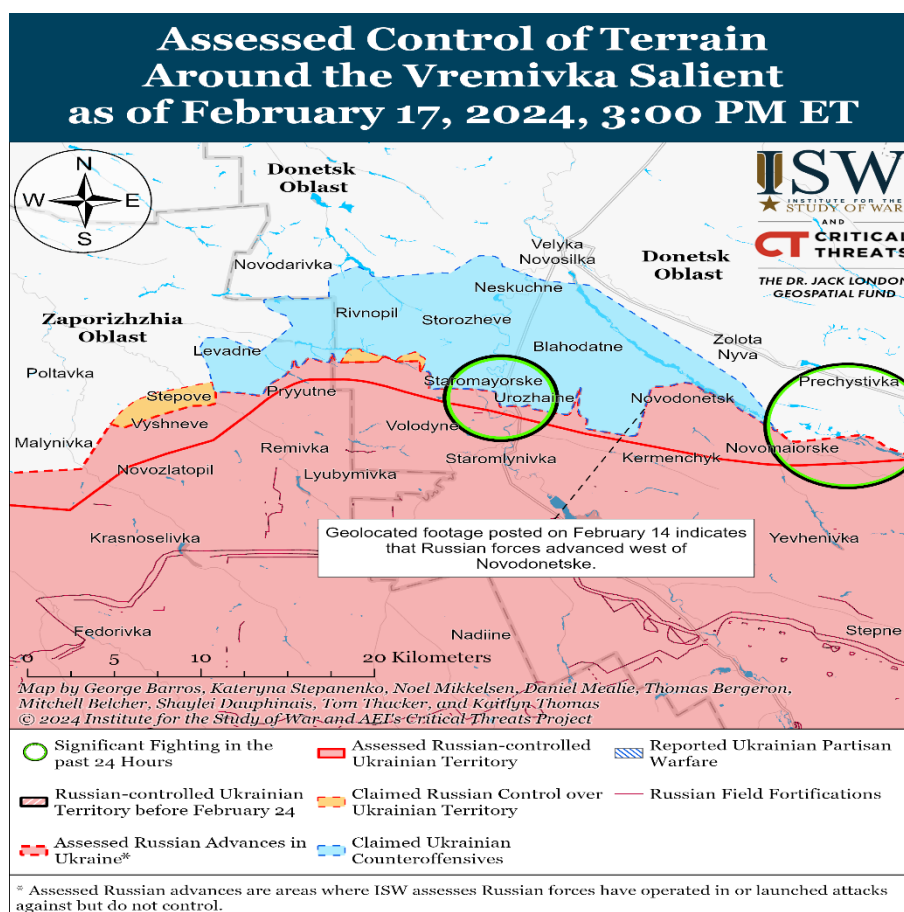 Assessed Control of Terrain
Around the Vremivka Salient
as of February 17, 2024, 3:00 PM ET
N
W
E
S
Donetsk
Oblast
ISW
INSTITUTE FOR THE
STUDY OF WAR
AND
CT CRITICAL
THREATS
THE DR. JACK LONDON
GEOSPATIAL FUND
Velyka
Novosilka
Donetsk
Oblast
Novodarivka
Neskuchne
Zaporizhzhia
Oblast
Rivnopil
Storozheve
Levadne
Blahodatne
Zolota
Nyva
Poltavka
Prechystivka
Staromayorske
Stepove
Pryyutne
Urozhaine
Novodonetsk
Vyshneve
Volodyne
Malynivka
Remivka
Novomaiorske
Novozlatopil
Lyubymivka
Staromlynivka
Kermenchyk
Geolocated footage posted on February 14 indicates
that Russian forces advanced west of
Novodonetske.
Krasnoselivka
Yevhenivka
Fedorivka
Nadiine
Stepne
0 5 10 20 Kilometers
Map by George Barros, Kateryna Stepanenko, Noel Mikkelsen, Daniel Mealie, Thomas Bergeron,
Mitchell Belcher, Shaylei Dauphinais, Tom Thacker, and Kaitlyn Thomas
© 2024 Institute for the Study of War and AEI's Critical Threats Project
Significant Fighting in the
past 24 Hours
Assessed Russian-controlled
Ukrainian Territory
Reported Ukrainian Partisan
Warfare
Russian-controlled Ukrainian
Territory before February 24
Claimed Russian Control over
Ukrainian Territory
Russian Field Fortifications
Assessed Russian Advances in
Ukraine*
Claimed Ukrainian
Counteroffensives
* Assessed Russian advances are areas where ISW assesses Russian forces have operated in or launched attacks
against but do not control.